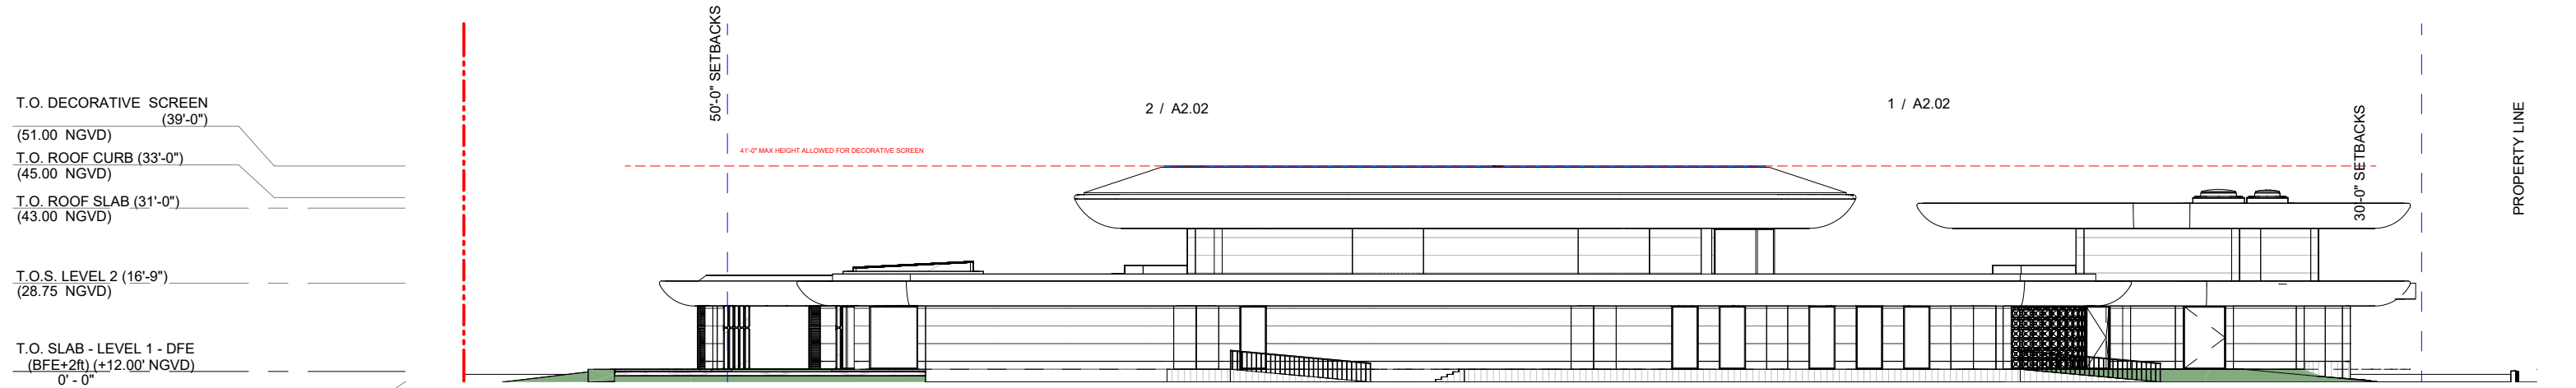 T.O. DECORATIVE SCREEN
(39'-0")
(51.00 NGVD)
T.O. ROOF CURB (33'-0")
(45.00 NGVD)
T.O. ROOF SLAB (31'-0")
(43.00 NGVD)
T.O.S. LEVEL 2 (16'-9")
(28.75 NGVD)
T.O. SLAB - LEVEL 1 - DFE
(BFE+2ft) (+12.00' NGVD)
0' - 0"
50'-0" SETBACKS
41'-0" MAX HEIGHT ALLOWED FOR DECORATIVE SCREEN
2 / A2.02
1 / A2.02
30'-0" SETBACKS
PROPERTY LINE